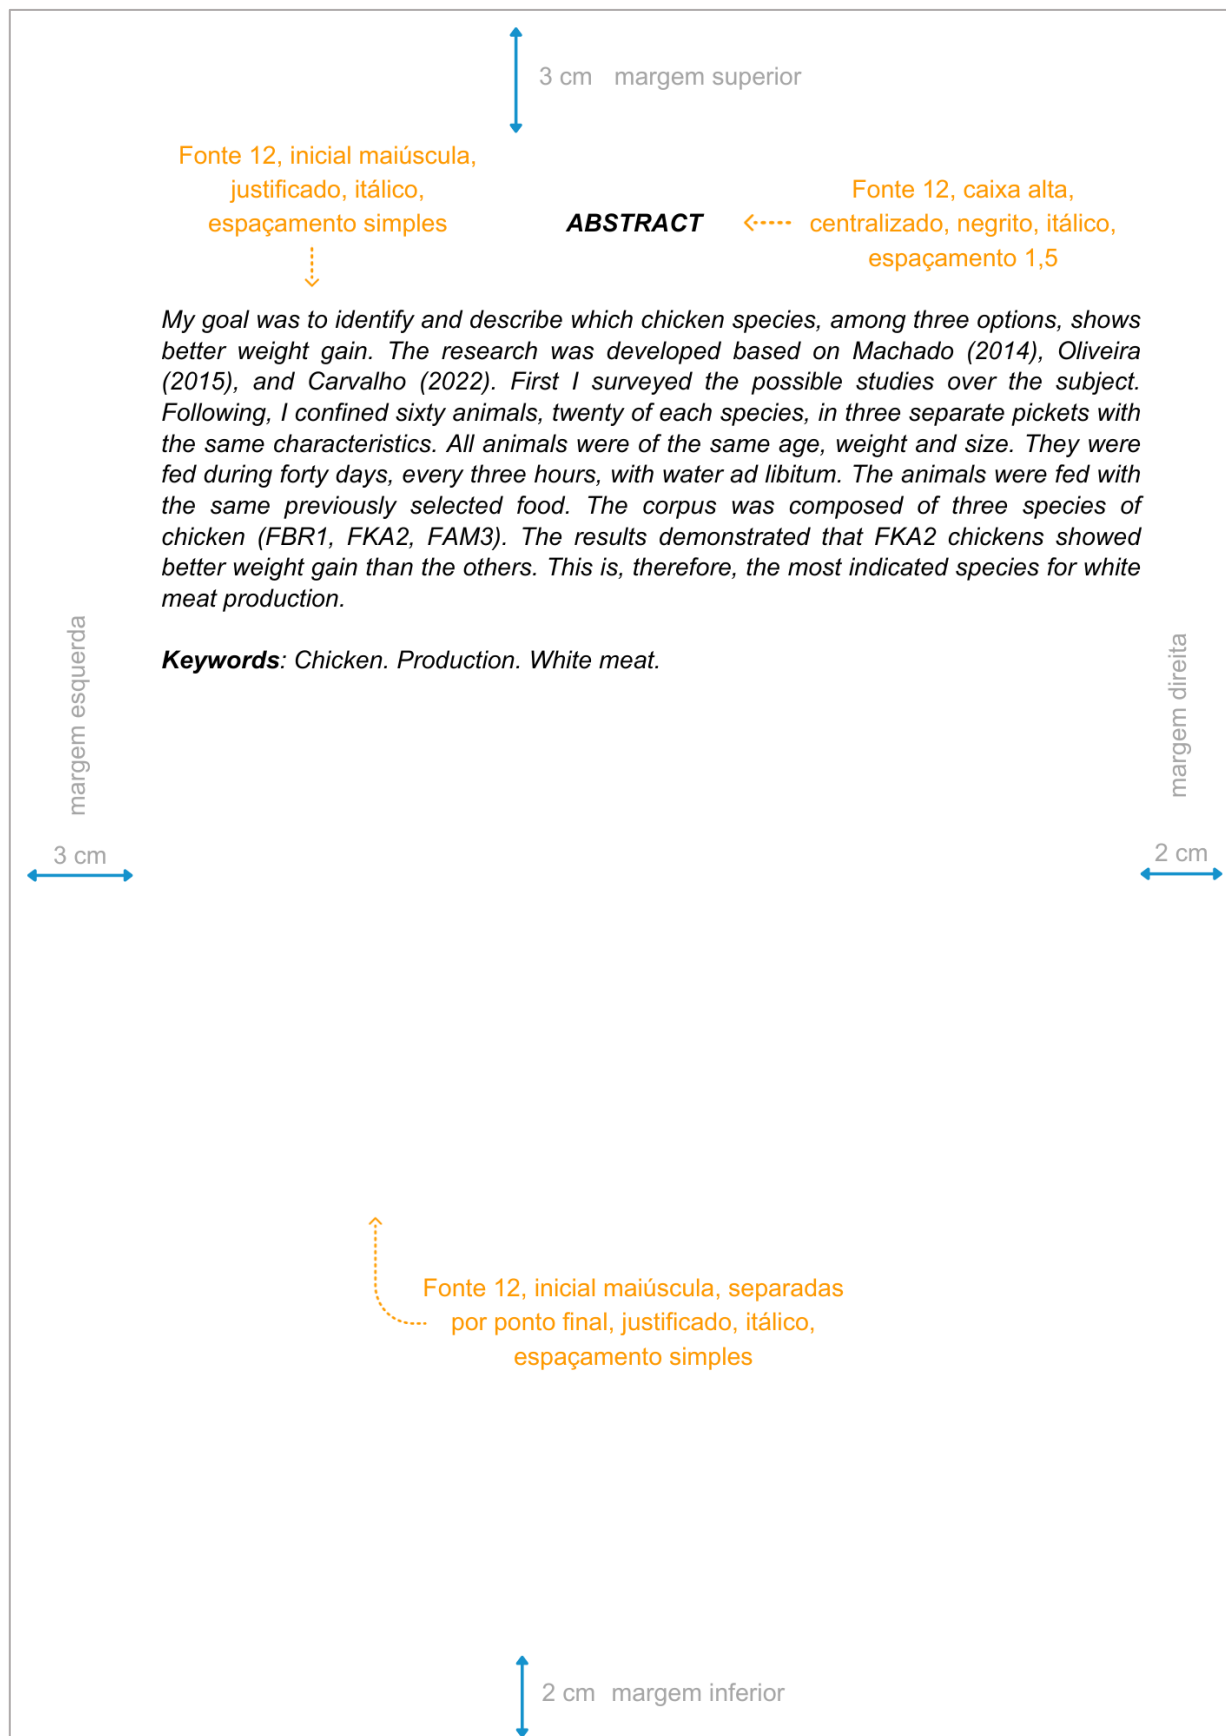 3 cm margem superior
Fonte 12, inicial maiúscula,
justificado, itálico,
espaçamento simples
ABSTRACT
Fonte 12, caixa alta,
centralizado, negrito, itálico,
espaçamento 1,5
My goal was to identify and describe which chicken species, among three options, shows
better weight gain. The research was developed based on Machado (2014), Oliveira
(2015), and Carvalho (2022). First I surveyed the possible studies over the subject.
Following, I confined sixty animals, twenty of each species, in three separate pickets with
the same characteristics. All animals were of the same age, weight and size. They were
fed during forty days, every three hours, with water ad libitum. The animals were fed with
the same previously selected food. The corpus was composed of three species of
chicken (FBR1, FKA2, FAM3). The results demonstrated that FKA2 chickens showed
better weight gain than the others. This is, therefore, the most indicated species for white
meat production.
Keywords: Chicken. Production. White meat.
margem esquerda
3 cm
margem direita
2 cm
Fonte 12, inicial maiúscula, separadas
por ponto final, justificado, itálico,
espaçamento simples
2 cm margem inferior